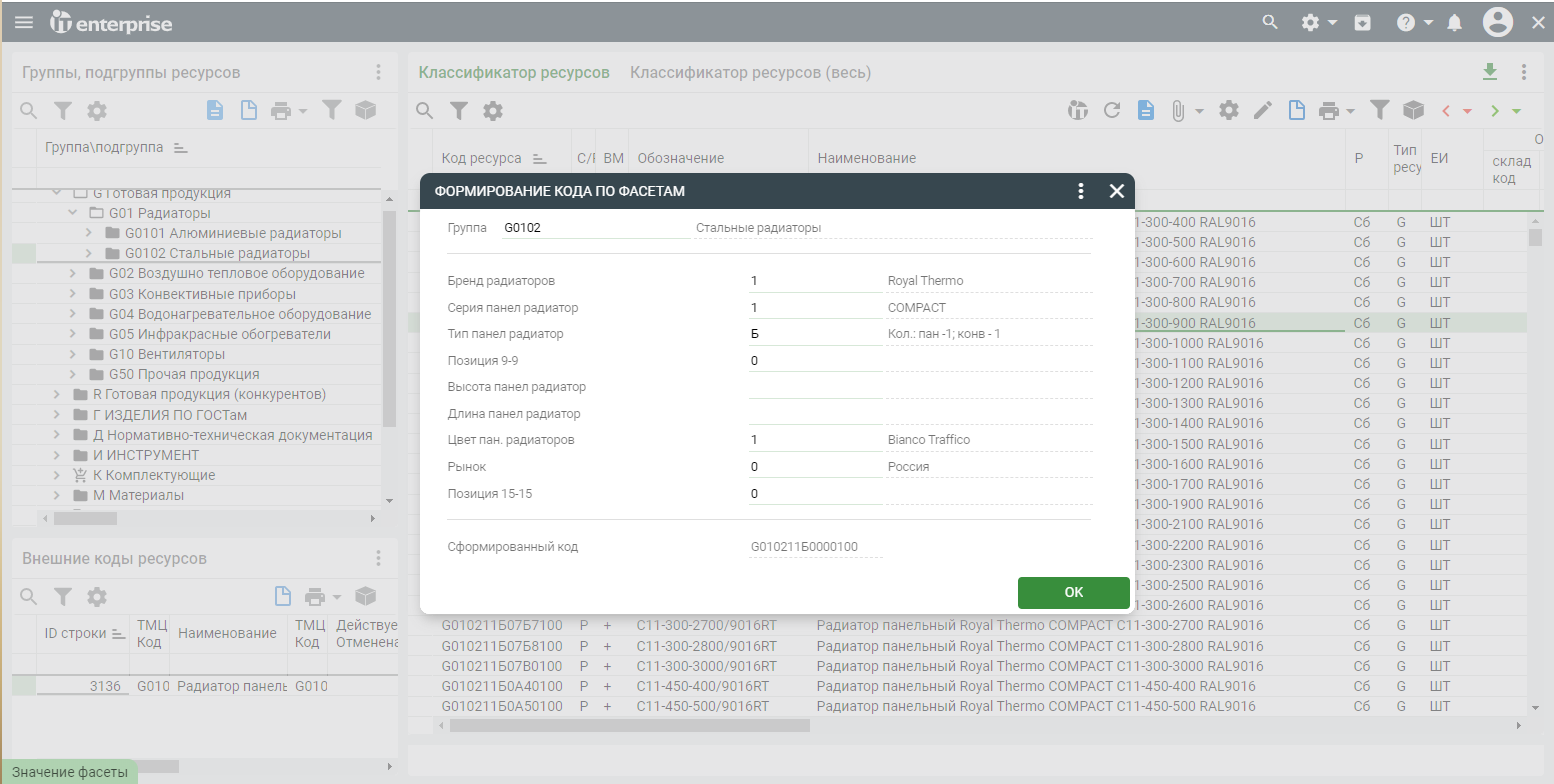 enterprise
Группы, подгруппы ресурсов
Группа\подгруппа
G Готовая продукция
G01 Радиаторы
G0101 Алюминиевые радиаторы
G0102 Стальные радиаторы
G02 Воздушно тепловое оборудование
G03 Конвективные приборы
G04 Водонагревательное оборудование
G05 Инфракрасные обогреватели
G10 Вентиляторы
G50 Прочая продукция
R Готовая продукция (конкурентов)
Г ИЗДЕЛИЯ ПО ГОСТам
Д Нормативно-техническая документация
И ИНСТРУМЕНТ
К Комплектующие
М Материалы
Внешние коды ресурсов
ID строки ТМЦ Код Наименование ТМЦ Код Действуе Отменена
3136 G010 Радиатор панель G010
Значение фасеты
Классификатор ресурсов Классификатор ресурсов (весь)
Код ресурса С/Р ВМ Обозначение Наименование Р Тип ресу ЕИ О склад код
1-300-400 RAL9016 Сб G ШТ
1-300-500 RAL9016 Сб G ШТ
1-300-600 RAL9016 Сб G ШТ
1-300-700 RAL9016 Сб G ШТ
1-300-800 RAL9016 Сб G ШТ
1-300-900 RAL9016 Сб G ШТ
1-300-1000 RAL9016 Сб G ШТ
1-300-1100 RAL9016 Сб G ШТ
1-300-1200 RAL9016 Сб G ШТ
1-300-1300 RAL9016 Сб G ШТ
1-300-1400 RAL9016 Сб G ШТ
1-300-1500 RAL9016 Сб G ШТ
1-300-1600 RAL9016 Сб G ШТ
1-300-1700 RAL9016 Сб G ШТ
1-300-1900 RAL9016 Сб G ШТ
1-300-2100 RAL9016 Сб G ШТ
1-300-2200 RAL9016 Сб G ШТ
1-300-2300 RAL9016 Сб G ШТ
1-300-2500 RAL9016 Сб G ШТ
1-300-2600 RAL9016 Сб G ШТ
G010211Б07Б7100 Р + C11-300-2700/9016RT Радиатор панельный Royal Thermo COMPACT C11-300-2700 RAL9016 Сб G ШТ
G010211Б07Б8100 Р + C11-300-2800/9016RT Радиатор панельный Royal Thermo COMPACT C11-300-2800 RAL9016 Сб G ШТ
G010211Б07В0100 Р + C11-300-3000/9016RT Радиатор панельный Royal Thermo COMPACT C11-300-3000 RAL9016 Сб G ШТ
G010211Б0А40100 Р + C11-450-400/9016RT Радиатор панельный Royal Thermo COMPACT C11-450-400 RAL9016 Сб G ШТ
G010211Б0А50100 Р + C11-450-500/9016RT Радиатор панельный Royal Thermo COMPACT C11-450-500 RAL9016 Сб G ШТ
ФОРМИРОВАНИЕ КОДА ПО ФАСЕТАМ
Группа G0102 Стальные радиаторы
Бренд радиаторов 1 Royal Thermo
Серия панел радиатор 1 COMPACT
Тип панел радиатор Б Кол.: пан -1; конв - 1
Позиция 9-9 0
Высота панел радиатор
Длина панел радиатор
Цвет пан. радиаторов 1 Bianco Traffico
Рынок 0 Россия
Позиция 15-15 0
Сформированный код G010211Б0000100
OK